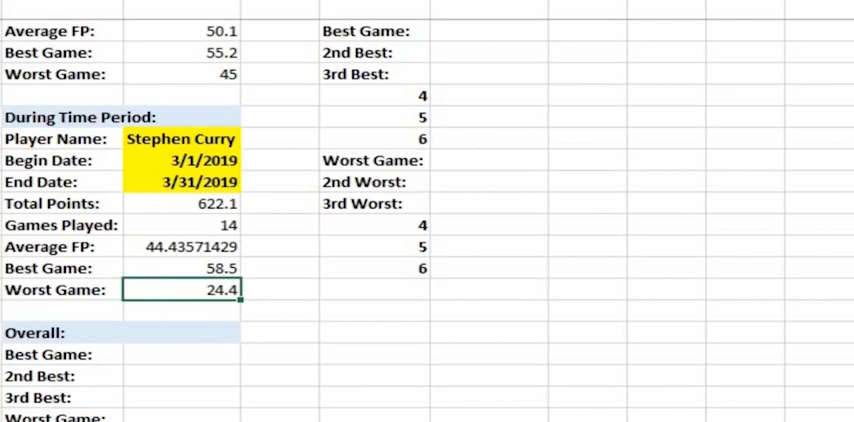 Average FP: 50.1 Best Game:
Best Game: 55.2 2nd Best:
Worst Game: 45 3rd Best:
4
During Time Period: 5
Player Name: Stephen Curry 6
Begin Date: 3/1/2019 Worst Game:
End Date: 3/31/2019 2nd Worst:
Total Points: 622.1 3rd Worst:
Games Played: 14 4
Average FP: 44.43571429 5
Best Game: 58.5 6
Worst Game: 24.4
Overall:
Best Game:
2nd Best:
3rd Best:
Worst Game: